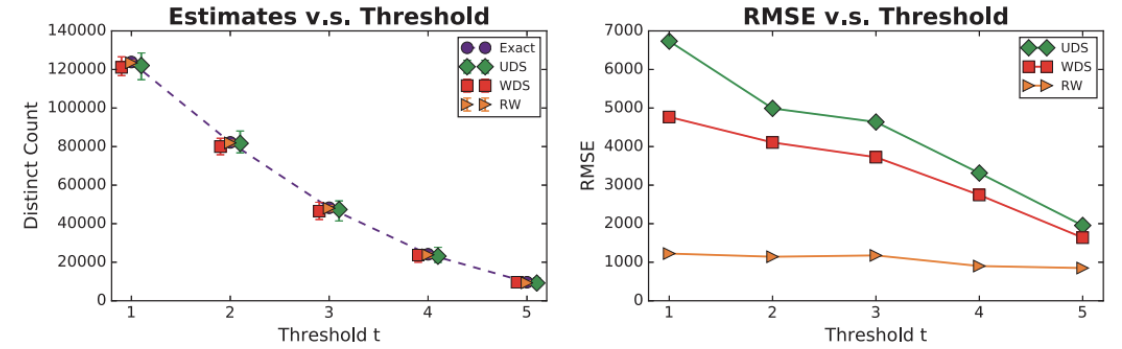 Estimates v.s. Threshold
140000
120000
100000
80000
60000
40000
20000
0
Distinct Count
1 2 3 4 5
Threshold t
Exact
UDS
WDS
RW
RMSE v.s. Threshold
7000
6000
5000
4000
3000
2000
1000
0
RMSE
1 2 3 4 5
Threshold t
UDS
WDS
RW